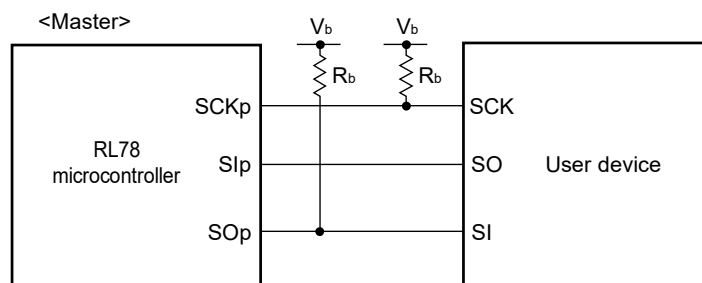 <Master>
Vb Vb
Rb Rb
SCKp SCK
RL78
microcontroller
SIp SO
User device
SOp SI